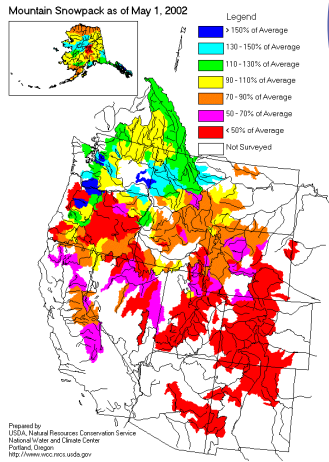 Mountain Snowpack as of May 1, 2002
Legend
> 150% of Average
130 - 150% of Average
110 - 130% of Average
90 - 110% of Average
70 - 90% of Average
50 - 70% of Average
< 50% of Average
Not Surveyed
Prepared by
USDA, Natural Resources Conservation Service
National Water and Climate Center
Portland, Oregon
http://www.wcc.nrcs.usda.gov